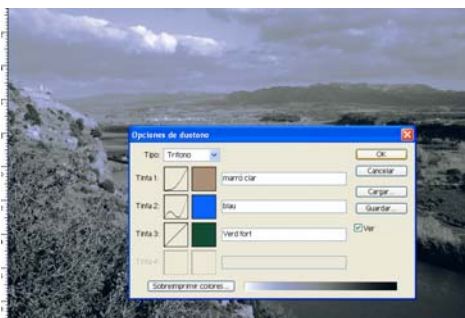 Opciones de duotono
Tipo: Tritono
OK
Tinta 1: marró clar
Cancelar
Cargar...
Tinta 2: blau
Guardar...
Tinta 3: Verd fort
Ver
Tinta 4:
Sobreimprimir colores...